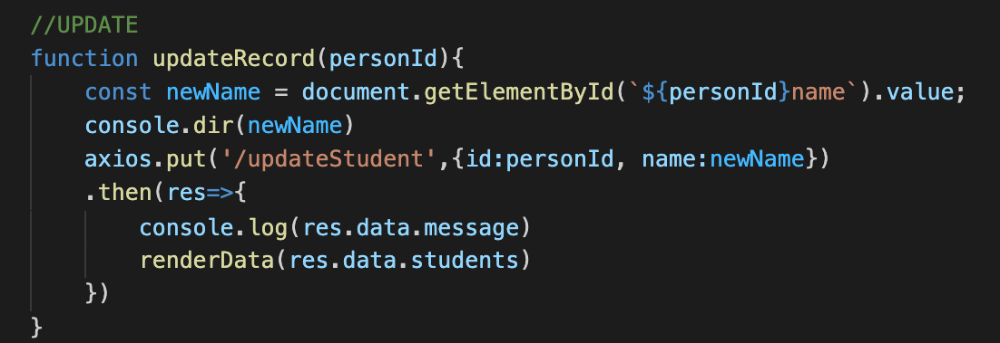 //UPDATE
function updateRecord(personId){
    const newName = document.getElementById(`${personId}name`).value;
    console.dir(newName)
    axios.put('/updateStudent',{id:personId, name:newName})
    .then(res=>{
        console.log(res.data.message)
        renderData(res.data.students)
    })
}